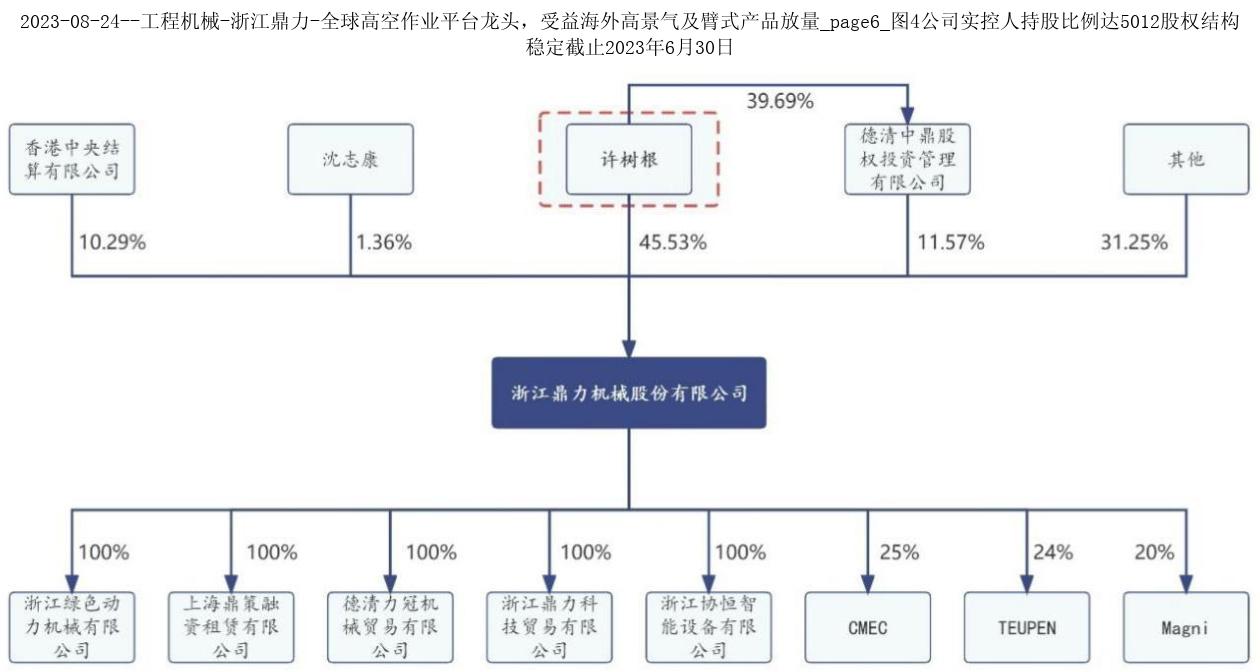 2023-08-24--工程机械-浙江鼎力-全球高空作业平台龙头，受益海外高景气及臂式产品放量_page6_图4公司实控人持股比例达5012股权结构
稳定截止2023年6月30日
39.69%
香港中央结
算有限公司
沈志康
许树根
德清中鼎股
权投资管理
有限公司
其他
10.29%
1.36%
45.53%
11.57%
31.25%
浙江鼎力机械股份有限公司
100%
100%
100%
100%
100%
25%
24%
20%
浙江绿色动
力机械有限
公司
上海鼎策融
资租赁有限
公司
德清力冠机
械贸易有限
公司
浙江鼎力科
技贸易有限
公司
浙江协恒智
能设备有限
公司
CMEC
TEUPEN
Magni